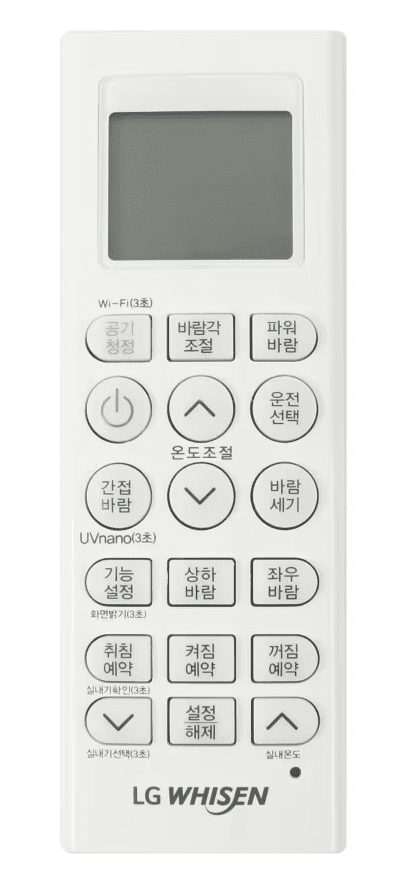 Wi-Fi(3초)
공기
청정
바람각
조절
파워
바람
운전
선택
온도조절
간접
바람
바람
세기
UVnano(3초)
기능
설정
상하
바람
좌우
바람
화면밝기(3초)
취침
예약
켜짐
예약
꺼짐
예약
실내기확인(3초)
설정
해제
실내기선택(3초)
실내온도
LG WHISEN